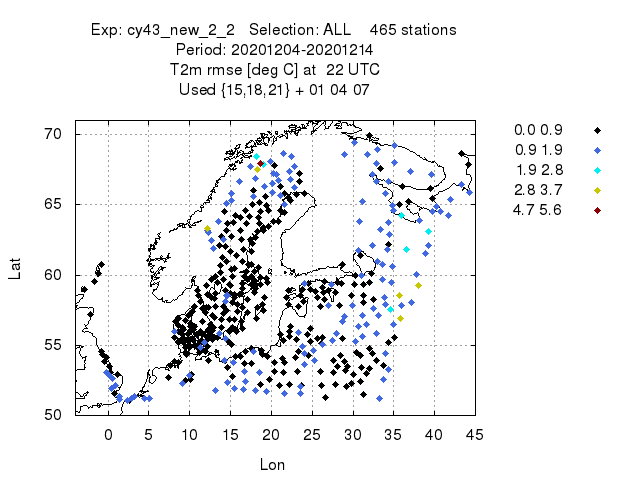 Exp: cy43_new_2_2 Selection: ALL 465 stations
Period: 20201204-20201214
T2m rmse [deg C] at 22 UTC
Used {15,18,21} + 01 04 07
0.0 0.9
0.9 1.9
1.9 2.8
2.8 3.7
4.7 5.6
70
65
60
55
50
Lat
0 5 10 15 20 25 30 35 40 45
Lon